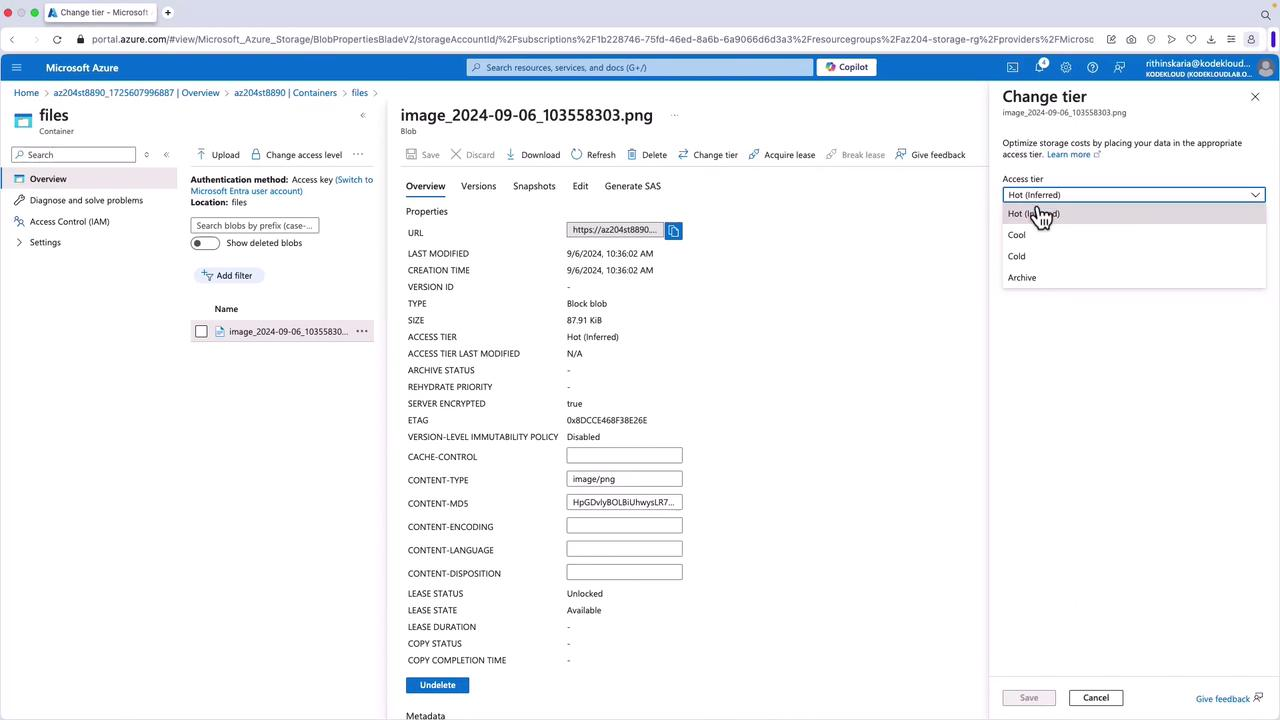 Change tier - Microsoft
portal.azure.com/#view/Microsoft_Azure_Storage/BlobPropertiesBladeV2/storageAccountId/%2Fsubscriptions%2F1b228746-75fd-46ed-8a6b-6a9066d6d3a3%2Fresourcegroups%2Faz204-storage-rg%2Fproviders%2FMicroso
Microsoft Azure
Search resources, services, and docs (G+/)
Copilot
4
rithinskaria@kodekloud...
KODEKLOUD (KODEKLOUDLAB.O...
Home > az204st8890_1725607996887 | Overview > az204st8890 | Containers > files >
files
Container
Search
Overview
Diagnose and solve problems
Access Control (IAM)
Settings
Upload
Change access level
Authentication method: Access key (Switch to
Microsoft Entra user account)
Location: files
Search blobs by prefix (case-...
Show deleted blobs
Add filter
Name
image_2024-09-06_10355830...
image_2024-09-06_103558303.png
Blob
Save
Discard
Download
Refresh
Delete
Change tier
Acquire lease
Break lease
Give feedback
Overview
Versions
Snapshots
Edit
Generate SAS
Properties
URL https://az204st8890....
LAST MODIFIED 9/6/2024, 10:36:02 AM
CREATION TIME 9/6/2024, 10:36:02 AM
VERSION ID -
TYPE Block blob
SIZE 87.91 KiB
ACCESS TIER Hot (Inferred)
ACCESS TIER LAST MODIFIED N/A
ARCHIVE STATUS -
REHYDRATE PRIORITY -
SERVER ENCRYPTED true
ETAG 0x8DCCE468F38E26E
VERSION-LEVEL IMMUTABILITY POLICY Disabled
CACHE-CONTROL
CONTENT-TYPE image/png
CONTENT-MD5 HpGDvlyBOLBiUhwysLR7...
CONTENT-ENCODING
CONTENT-LANGUAGE
CONTENT-DISPOSITION
LEASE STATUS Unlocked
LEASE STATE Available
LEASE DURATION -
COPY STATUS -
COPY COMPLETION TIME -
Undelete
Metadata
Change tier
image_2024-09-06_103558303.png
Optimize storage costs by placing your data in the appropriate
access tier. Learn more
Access tier
Hot (Inferred)
Hot (Inferred)
Cool
Cold
Archive
Save
Cancel
Give feedback